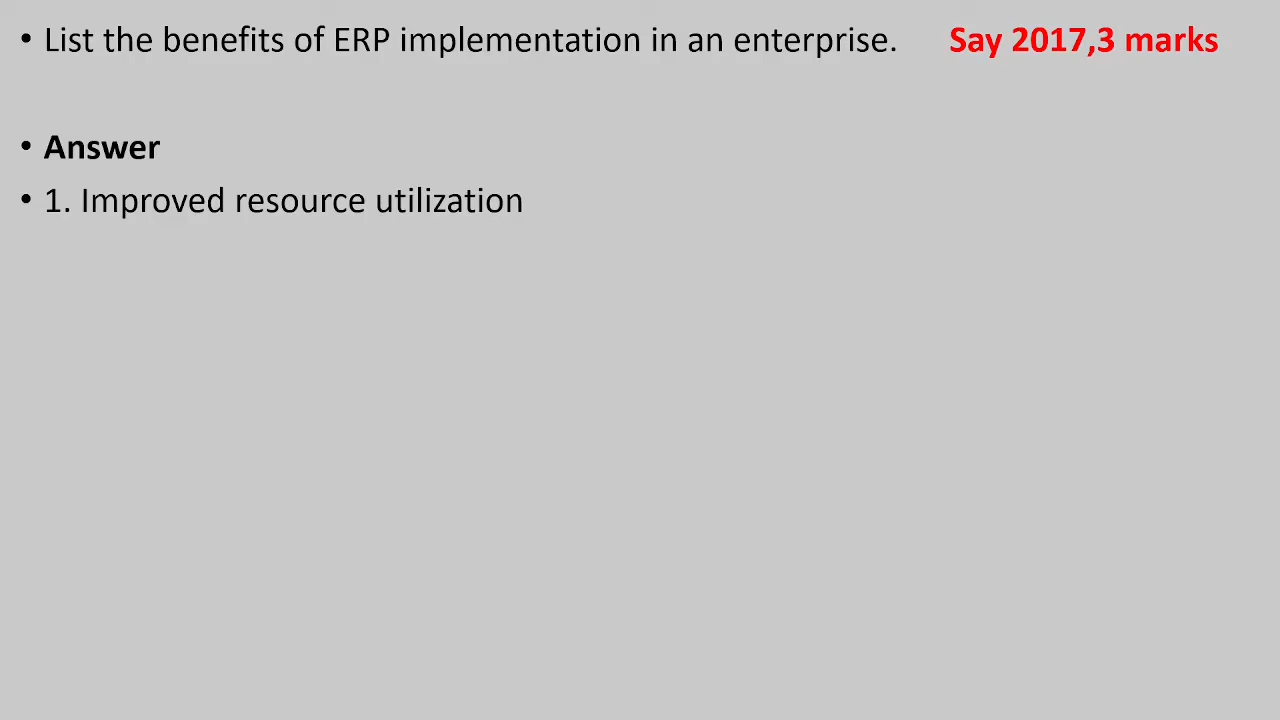 • List the benefits of ERP implementation in an enterprise. Say 2017,3 marks
• Answer
• 1. Improved resource utilization